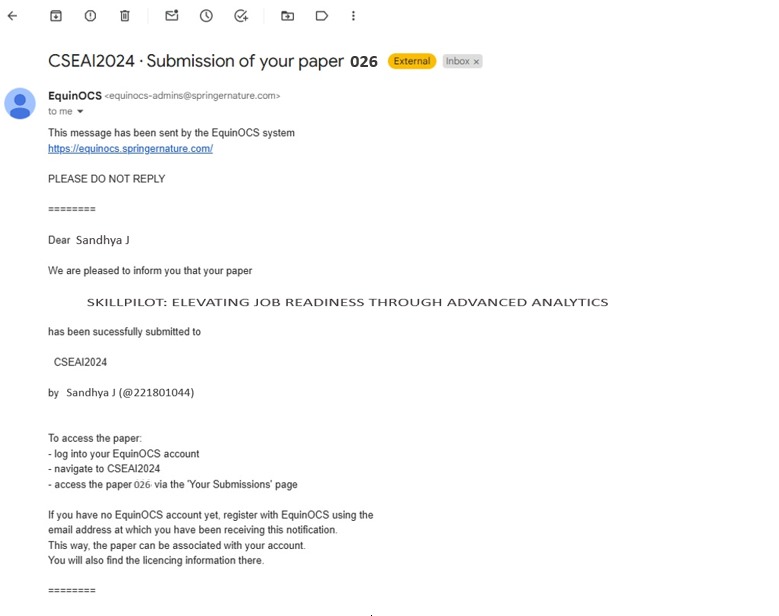 CSEAI2024 · Submission of your paper 026 External Inbox ×
EquinOCS <equinocs-admins@springernature.com>
to me
This message has been sent by the EquinOCS system
https://equinocs.springernature.com/
PLEASE DO NOT REPLY
========
Dear Sandhya J
We are pleased to inform you that your paper
SKILLPILOT: ELEVATING JOB READINESS THROUGH ADVANCED ANALYTICS
has been sucessfully submitted to
CSEAI2024
by Sandhya J (@221801044)
To access the paper:
- log into your EquinOCS account
- navigate to CSEAI2024
- access the paper 026 via the 'Your Submissions' page
If you have no EquinOCS account yet, register with EquinOCS using the
email address at which you have been receiving this notification.
This way, the paper can be associated with your account.
You will also find the licencing information there.
========